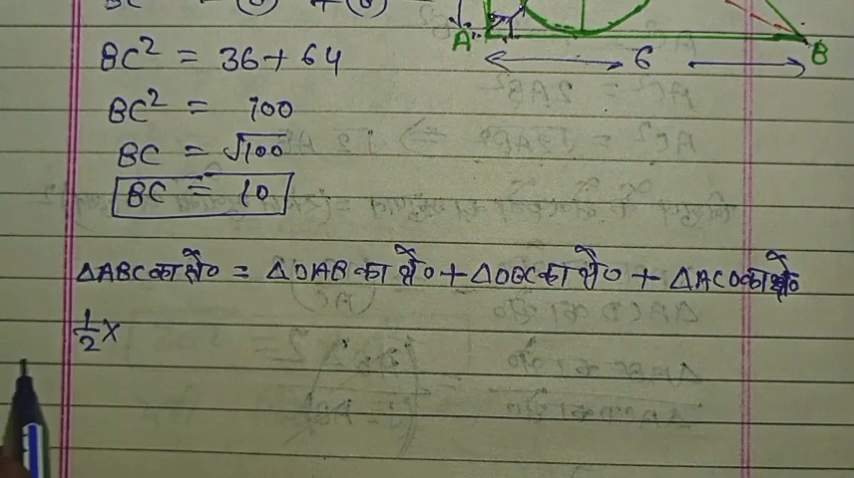 A
6
B
BC² = 36 + 64
BC² = 100
BC = √100
BC = 10
ΔABC का क्षे० = ΔOAB का क्षे० + ΔOBC का क्षे० + ΔACO का क्षे०
1/2 ×